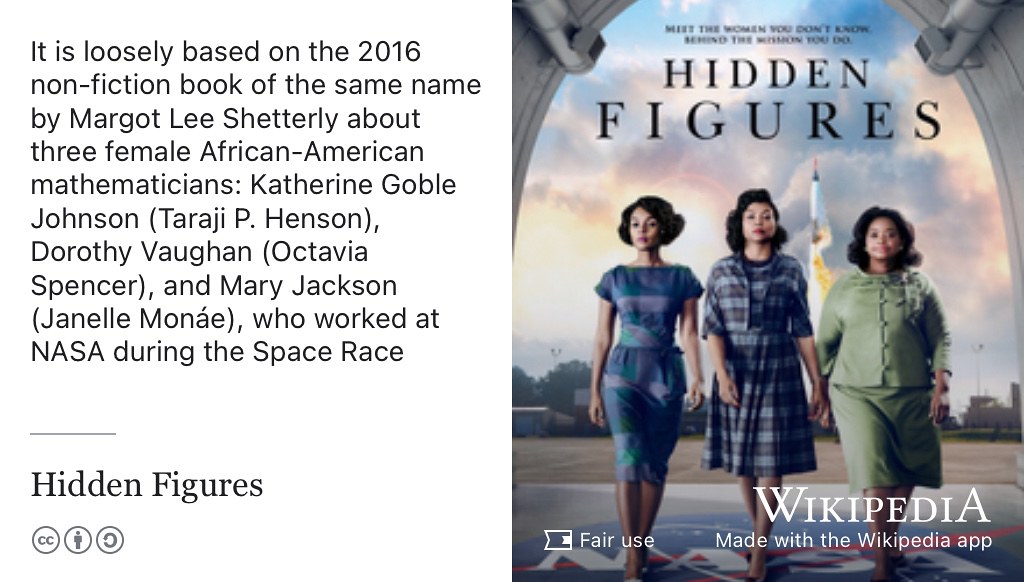 It is loosely based on the 2016
non-fiction book of the same name
by Margot Lee Shetterly about
three female African-American
mathematicians: Katherine Goble
Johnson (Taraji P. Henson),
Dorothy Vaughan (Octavia
Spencer), and Mary Jackson
(Janelle Monáe), who worked at
NASA during the Space Race
Hidden Figures
cc
MEET THE WOMEN YOU DON'T KNOW,
BEHIND THE MISSION YOU DO.
HIDDEN
FIGURES
WIKIPEDIA
Fair use
Made with the Wikipedia app
NASA